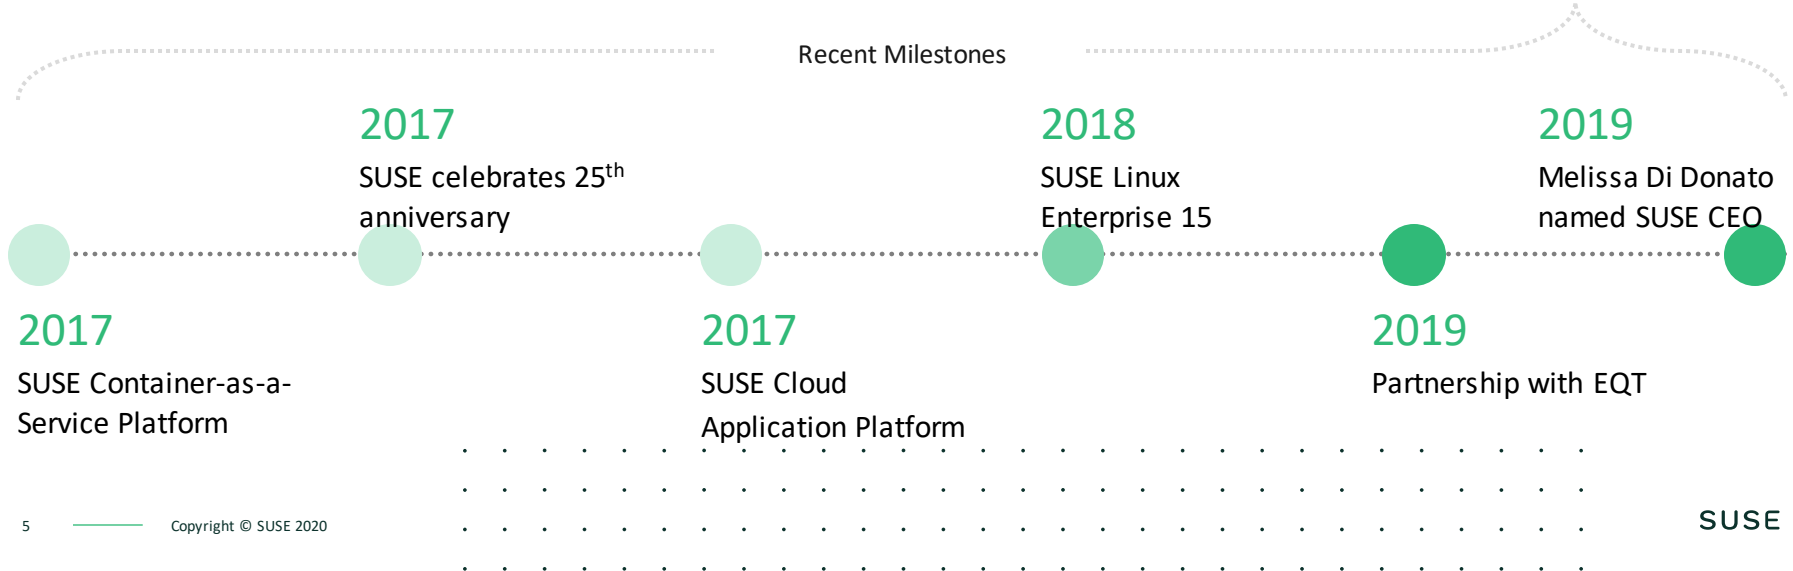 Recent Milestones
2017
SUSE celebrates 25th
anniversary
2018
SUSE Linux
Enterprise 15
2019
Melissa Di Donato
named SUSE CEO
2017
SUSE Container-as-a-
Service Platform
2017
SUSE Cloud
Application Platform
2019
Partnership with EQT
5
Copyright © SUSE 2020
SUSE